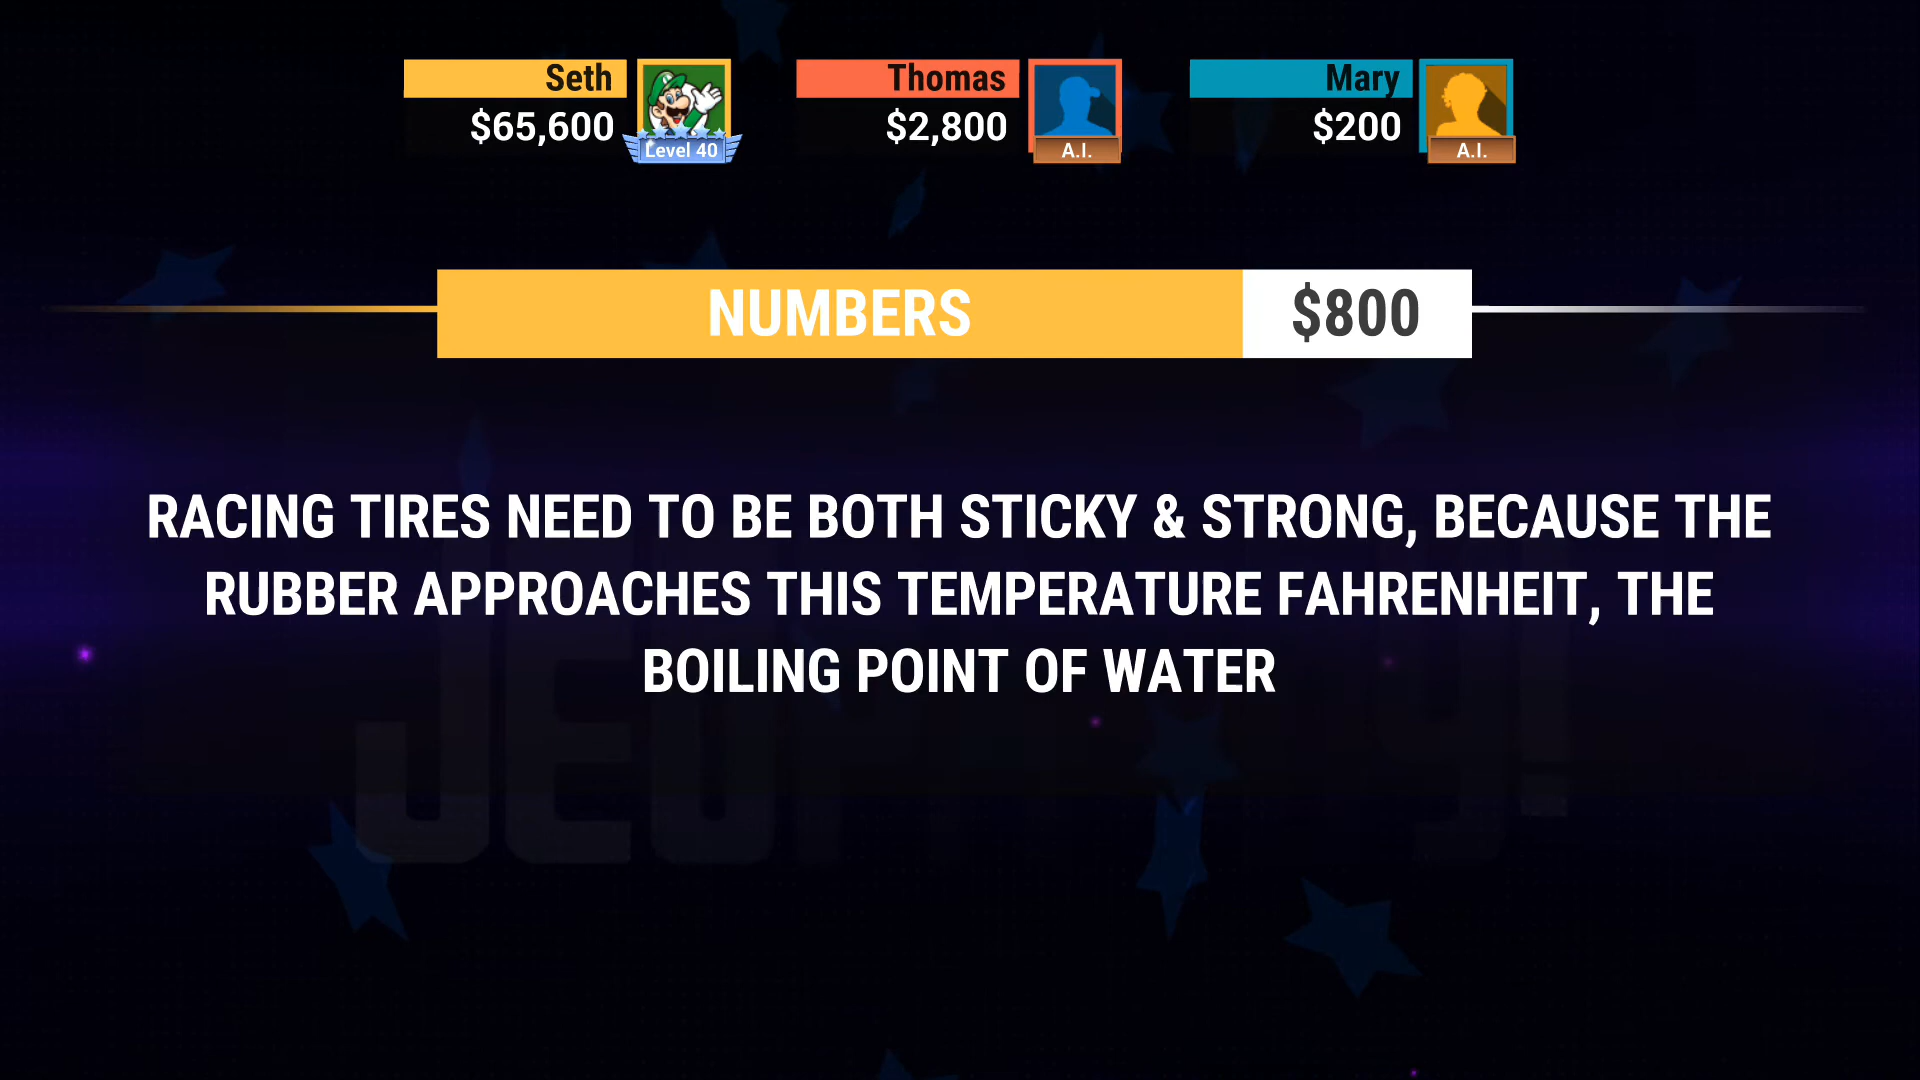 Seth
$65,600
Level 40
Thomas
$2,800
A.I.
Mary
$200
A.I.
NUMBERS $800
RACING TIRES NEED TO BE BOTH STICKY & STRONG, BECAUSE THE
RUBBER APPROACHES THIS TEMPERATURE FAHRENHEIT, THE
BOILING POINT OF WATER